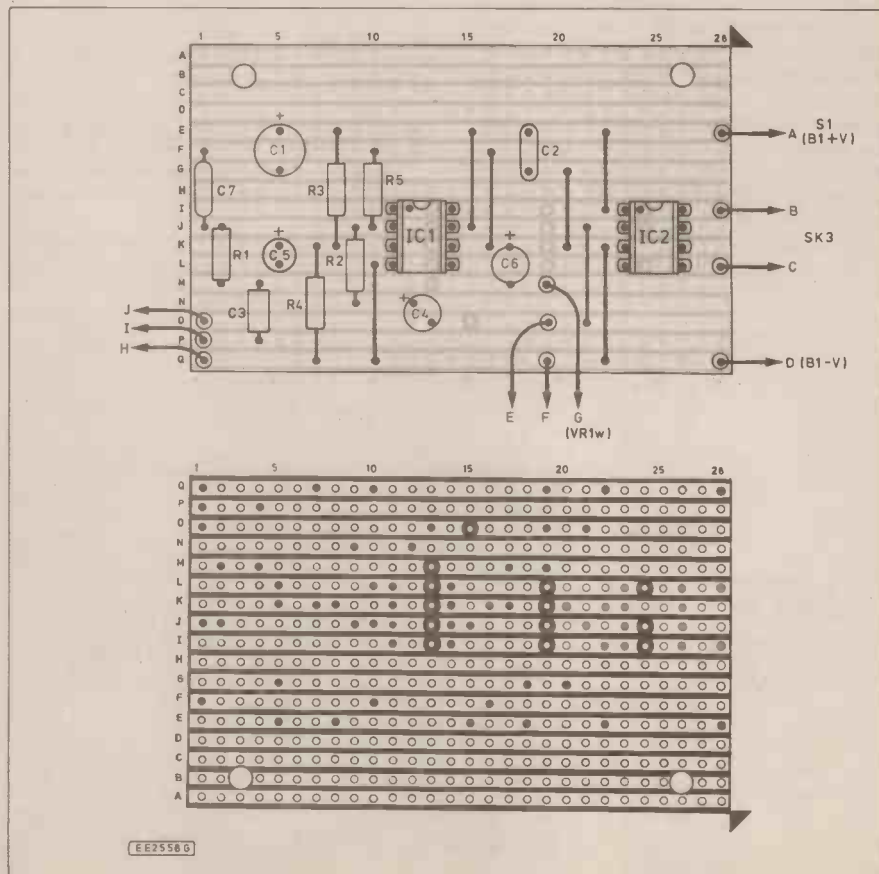 1 5 10 15 20 25 28
A
B
C
D
E
F
G
H
I
J
K
L
M
N
O
P
Q
C1
C7
R3
R5
C2
A S1
(B1+V)
IC1
IC2
B
R1
C5
R2
C6
SK3
C
C3
R4
C4
J
I
H
D (B1-V)
E F G
(VR1w)
1 5 10 15 20 25 28
Q
P
O
N
M
L
K
J
I
H
G
F
E
D
C
B
A
EE2558G